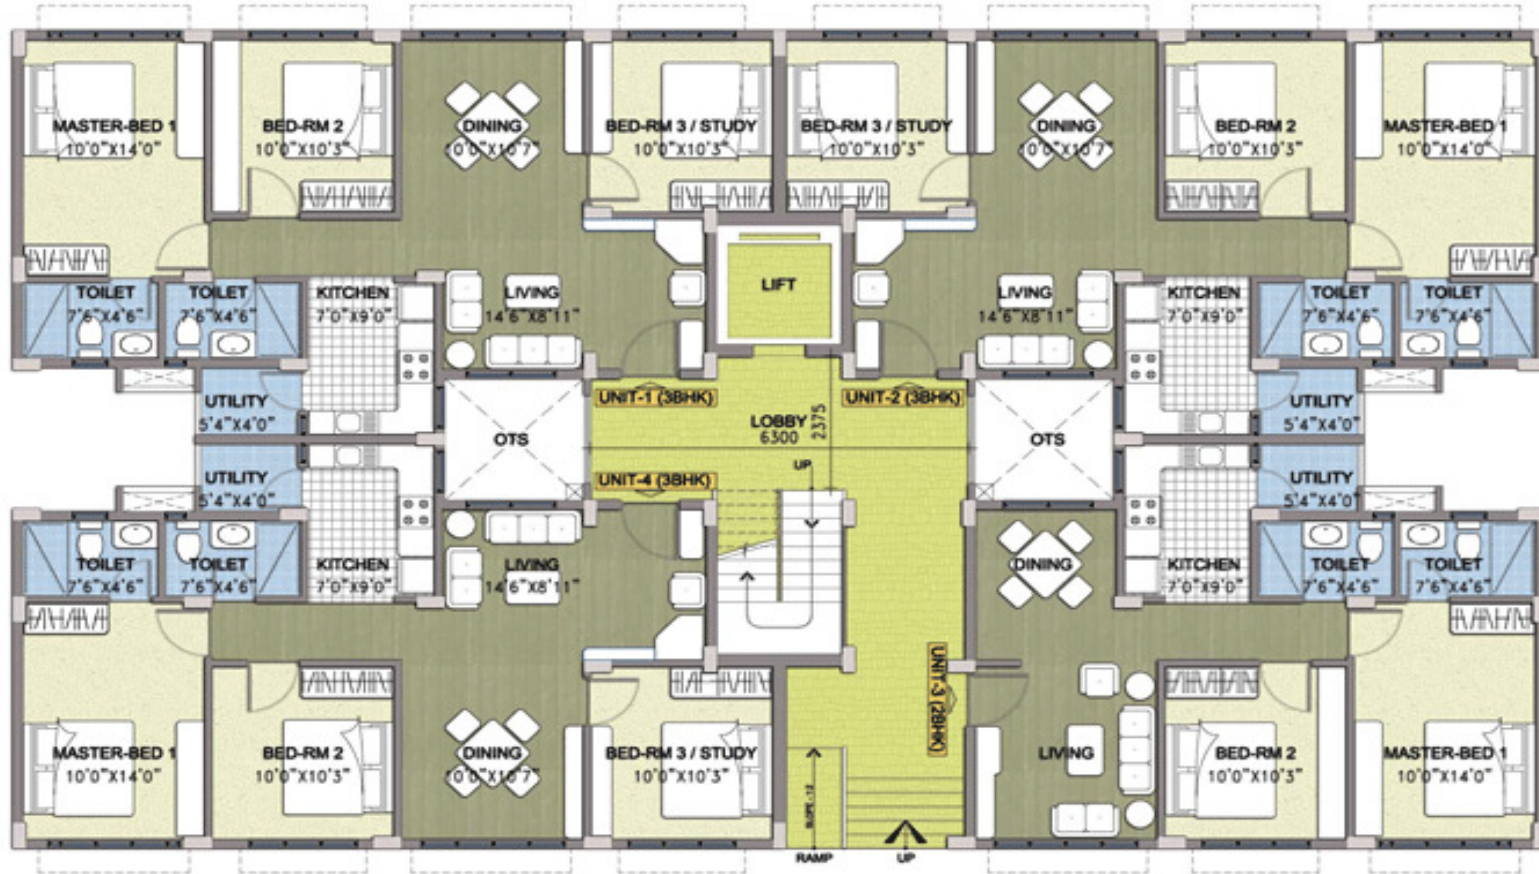 MASTER-BED 1
10'0"X14'0"
BED-RM 2
10'0"X10'3"
DINING
10'0"X10'7"
BED-RM 3 / STUDY
10'0"X10'3"
BED-RM 3 / STUDY
10'0"X10'3"
DINING
10'0"X10'7"
BED-RM 2
10'0"X10'3"
MASTER-BED 1
10'0"X14'0"
TOILET
7'6"X4'6"
TOILET
7'6"X4'6"
KITCHEN
7'0"X9'0"
LIVING
14'6"X8'11"
LIFT
LIVING
14'6"X8'11"
KITCHEN
7'0"X9'0"
TOILET
7'6"X4'6"
TOILET
7'6"X4'6"
UTILITY
5'4"X4'0"
UNIT-1 (3BHK)
UNIT-2 (3BHK)
UTILITY
5'4"X4'0"
OTS
LOBBY
6300
2375
OTS
UP
UTILITY
5'4"X4'0"
UNIT-4 (3BHK)
UTILITY
5'4"X4'0"
TOILET
7'6"X4'6"
TOILET
7'6"X4'6"
KITCHEN
7'0"X9'0"
LIVING
14'6"X8'11"
DINING
KITCHEN
7'0"X9'0"
TOILET
7'6"X4'6"
TOILET
7'6"X4'6"
UNIT-3 (2BHK)
MASTER-BED 1
10'0"X14'0"
BED-RM 2
10'0"X10'3"
DINING
10'0"X10'7"
BED-RM 3 / STUDY
10'0"X10'3"
SLOPE -12
LIVING
BED-RM 2
10'0"X10'3"
MASTER-BED 1
10'0"X14'0"
RAMP
UP